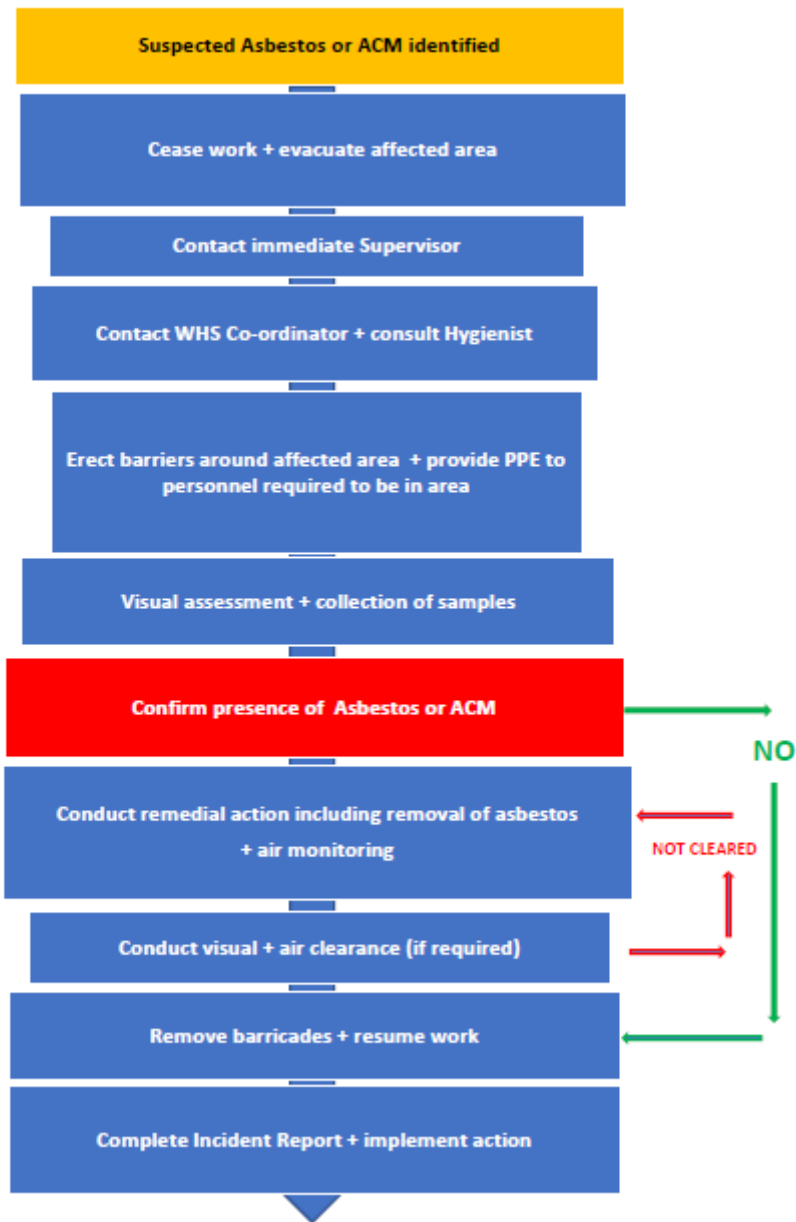 Suspected Asbestos or ACM identified
Cease work + evacuate affected area
Contact immediate Supervisor
Contact WHS Co-ordinator + consult Hygienist
Erect barriers around affected area + provide PPE to
personnel required to be in area
Visual assessment + collection of samples
Confirm presence of Asbestos or ACM
NO
Conduct remedial action including removal of asbestos
+ air monitoring
NOT CLEARED
Conduct visual + air clearance (if required)
Remove barricades + resume work
Complete Incident Report + implement action